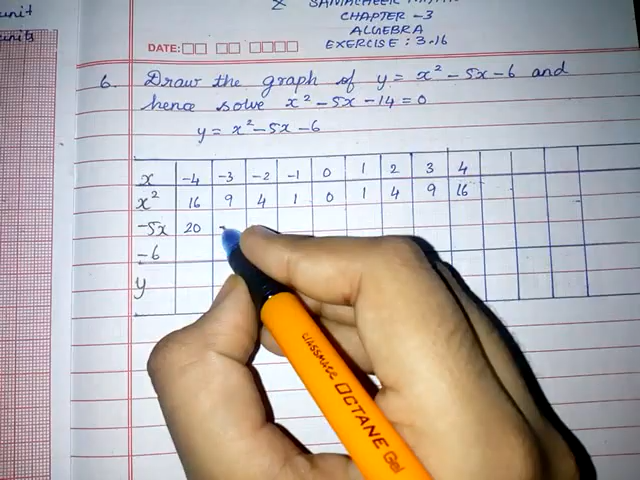 unit
units
X SAMACHEER MATHS
CHAPTER -3
ALGEBRA
DATE: EXERCISE : 3.16
6. Draw the graph of y = x² - 5x - 6 and
hence solve x² - 5x - 14 = 0
y = x² - 5x - 6
x -4 -3 -2 -1 0 1 2 3 4
x² 16 9 4 1 0 1 4 9 16
-5x 20
-6
y
CLASSMATE OCTANE Gel